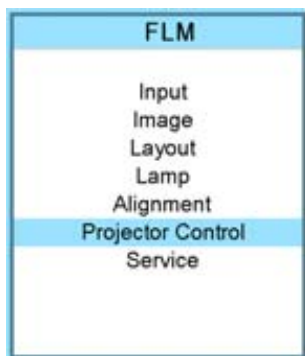 FLM
Input
Image
Layout
Lamp
Alignment
Projector Control
Service